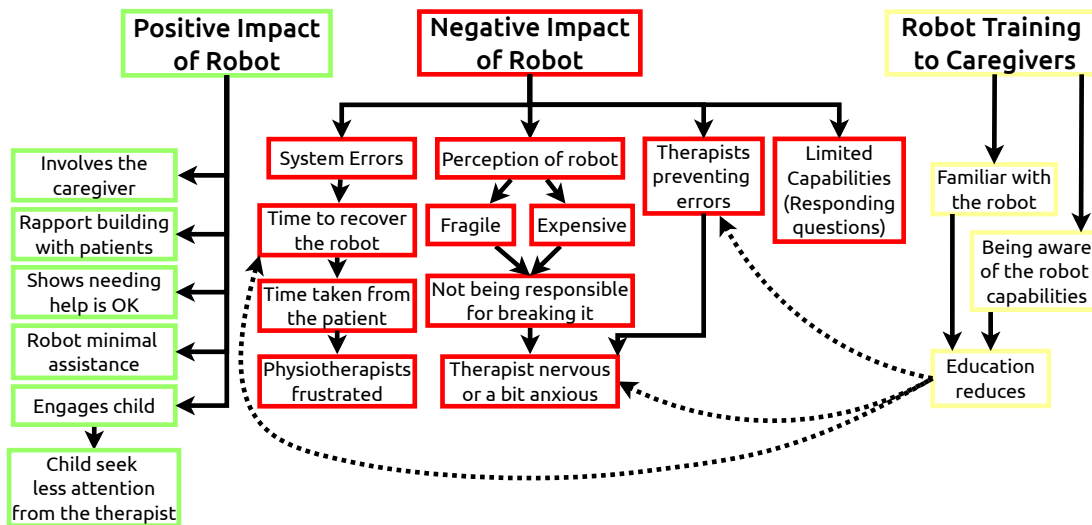 Positive Impact
of Robot
Negative Impact
of Robot
Robot Training
to Caregivers
Involves the
caregiver
Rapport building
with patients
Shows needing
help is OK
Robot minimal
assistance
Engages child
Child seek
less attention
from the therapist
System Errors
Time to recover
the robot
Time taken from
the patient
Physiotherapists
frustrated
Perception of robot
Fragile
Expensive
Not being responsible
for breaking it
Therapist nervous
or a bit anxious
Therapists
preventing
errors
Limited
Capabilities
(Responding
questions)
Familiar with
the robot
Being aware
of the robot
capabilities
Education
reduces